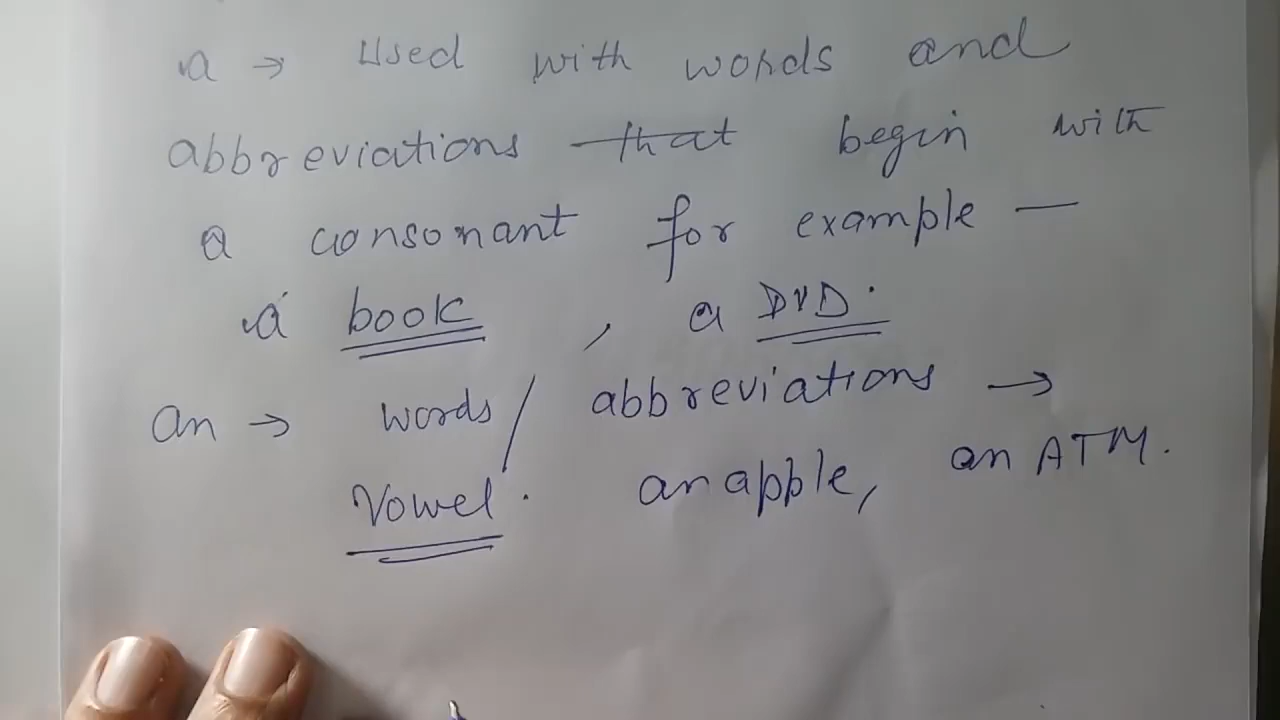 a → Used with words and
abbreviations that begin with
a consonant for example —
a book, a DVD.
an → words / abbreviations →
Vowel. an apple, an ATM.